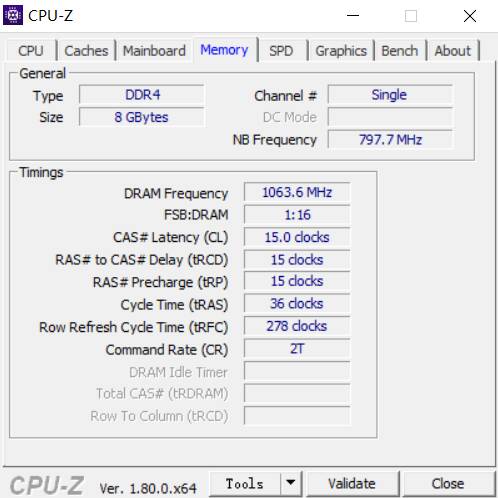 CPU-Z
CPU Caches Mainboard Memory SPD Graphics Bench About
General
Type DDR4 Channel # Single
Size 8 GBytes DC Mode
NB Frequency 797.7 MHz
Timings
DRAM Frequency 1063.6 MHz
FSB:DRAM 1:16
CAS# Latency (CL) 15.0 clocks
RAS# to CAS# Delay (tRCD) 15 clocks
RAS# Precharge (tRP) 15 clocks
Cycle Time (tRAS) 36 clocks
Row Refresh Cycle Time (tRFC) 278 clocks
Command Rate (CR) 2T
DRAM Idle Timer
Total CAS# (tRDRAM)
Row To Column (tRCD)
CPU-Z Ver. 1.80.0.x64 Tools Validate Close